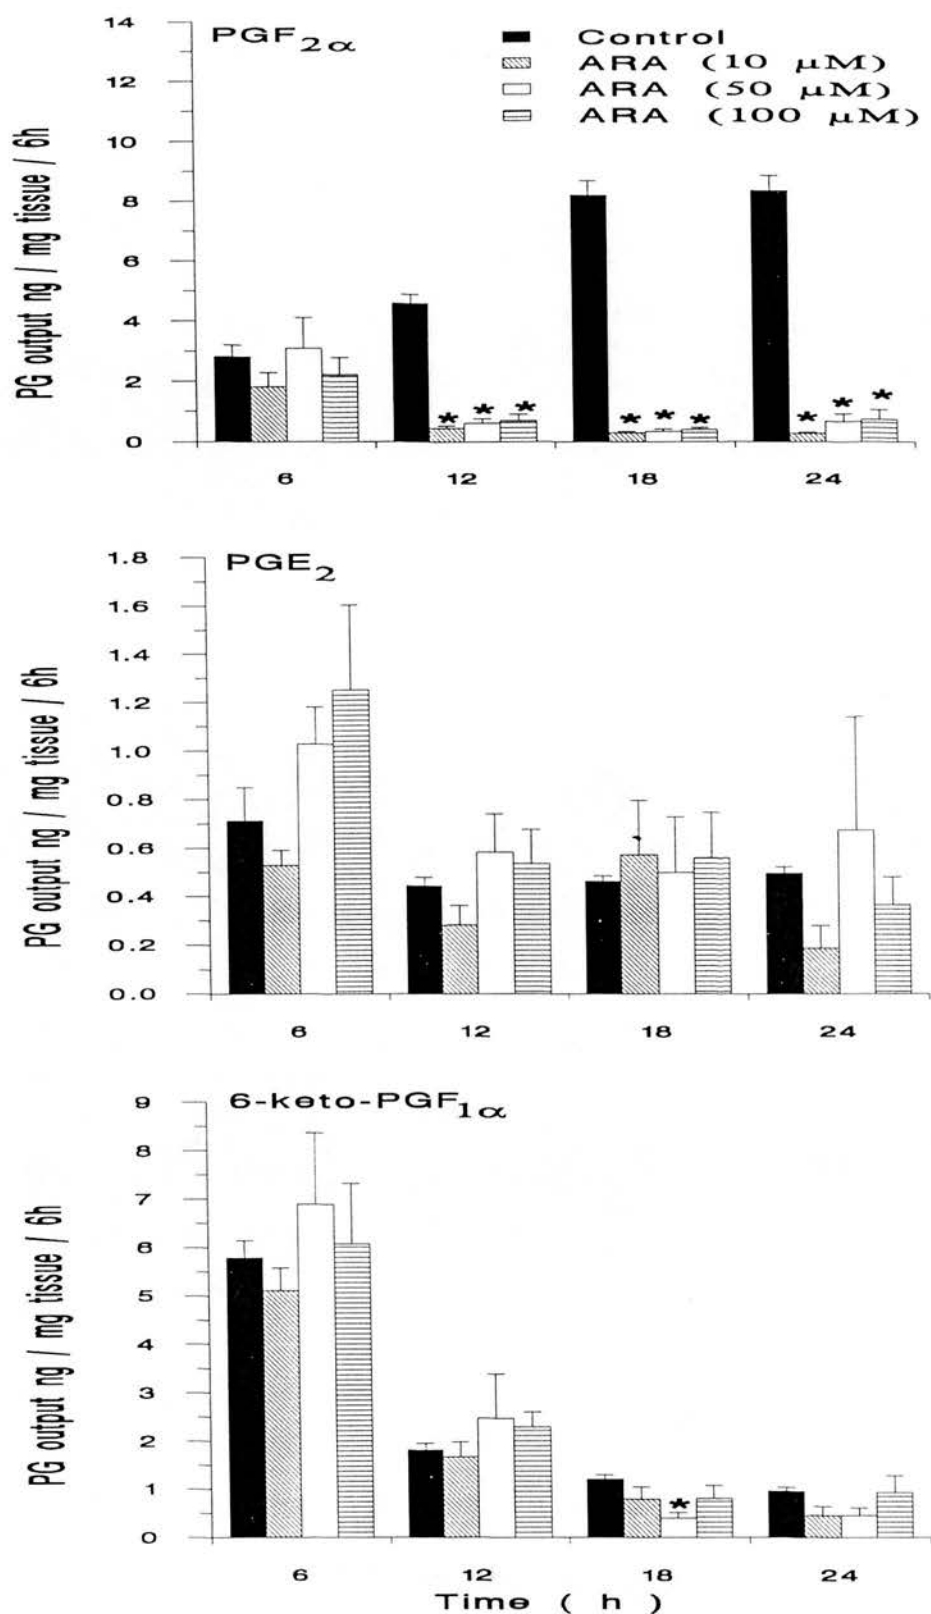 PGF2α
Control
ARA (10 μM)
ARA (50 μM)
ARA (100 μM)
PG output ng / mg tissue / 6h
14
12
10
8
6
4
2
0
* * * * * * * * *
6 12 18 24
PGE2
PG output ng / mg tissue / 6h
1.8
1.6
1.4
1.2
1.0
0.8
0.6
0.4
0.2
0.0
6 12 18 24
6-keto-PGF1α
PG output ng / mg tissue / 6h
9
8
7
6
5
4
3
2
1
0
*
6 12 18 24
Time ( h )